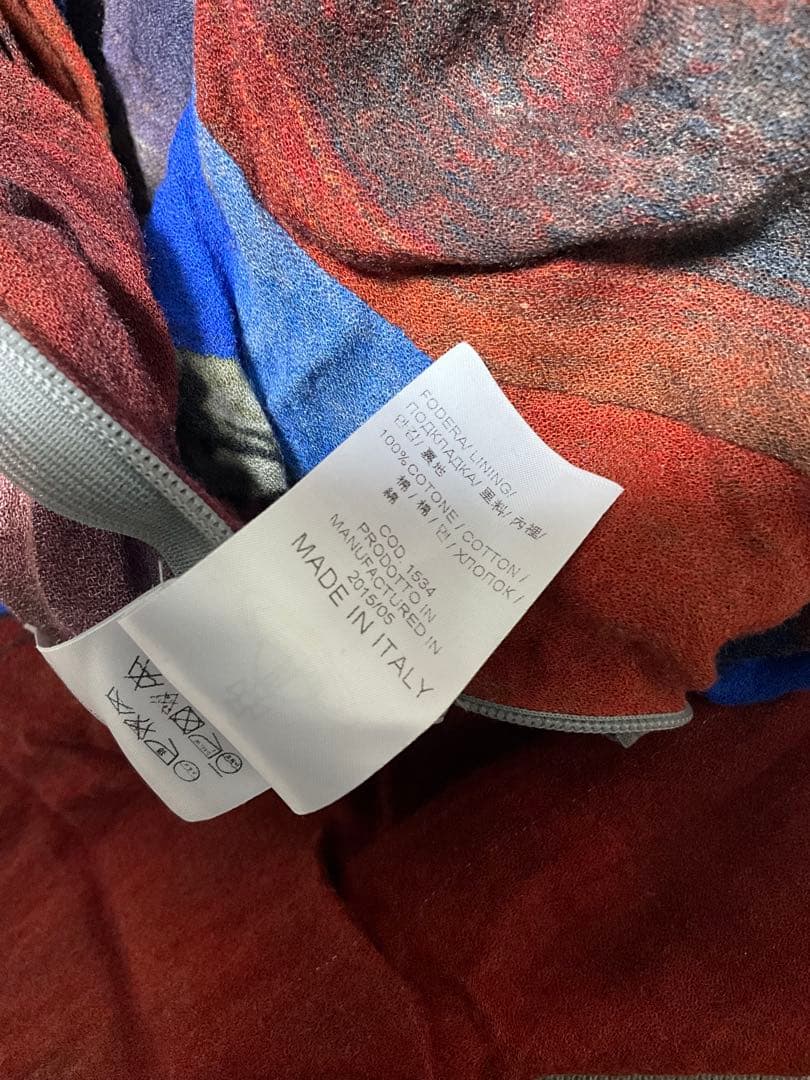 FODERA/ LINING/
ПОДКЛАДКА/ 里料/ 內裡/
안감/ 裏地
100% COTONE / COTTON /
棉 / 棉 / 면 / ХЛОПОК /
綿
COD. 1534
PRODOTTO IN
MANUFACTURED IN
2015/05
MADE IN ITALY